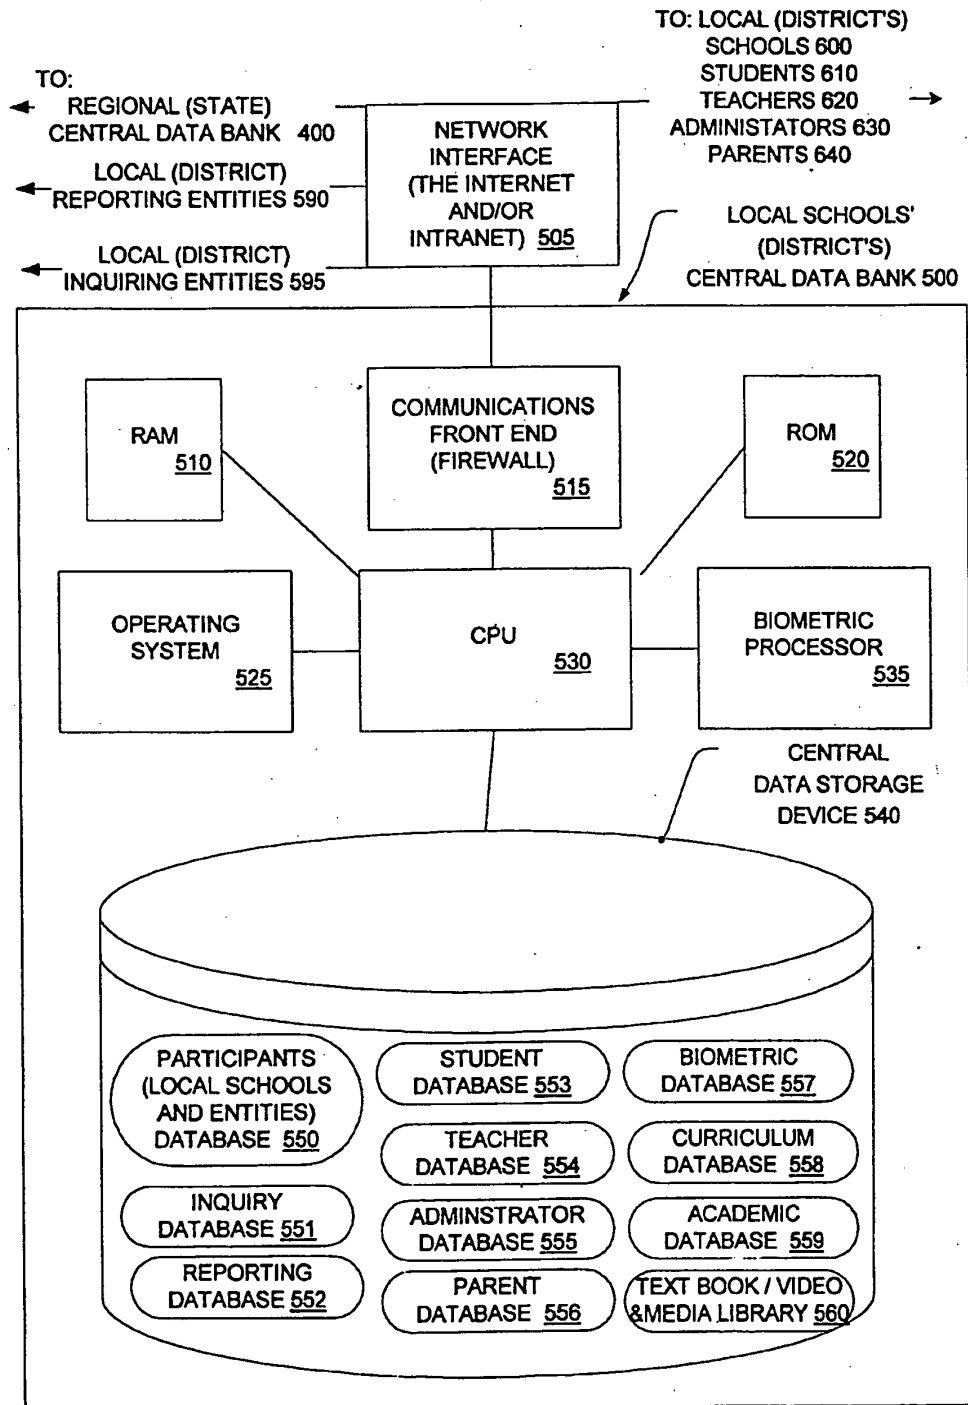 TO:
REGIONAL (STATE)
CENTRAL DATA BANK 400
LOCAL (DISTRICT)
REPORTING ENTITIES 590
LOCAL (DISTRICT)
INQUIRING ENTITIES 595
NETWORK
INTERFACE
(THE INTERNET
AND/OR
INTRANET) 505
TO: LOCAL (DISTRICT'S)
SCHOOLS 600
STUDENTS 610
TEACHERS 620
ADMINISTATORS 630
PARENTS 640
LOCAL SCHOOLS'
(DISTRICT'S)
CENTRAL DATA BANK 500
RAM
510
COMMUNICATIONS
FRONT END
(FIREWALL)
515
ROM
520
OPERATING
SYSTEM
525
CPU
530
BIOMETRIC
PROCESSOR
535
CENTRAL
DATA STORAGE
DEVICE 540
PARTICIPANTS
(LOCAL SCHOOLS
AND ENTITIES)
DATABASE 550
INQUIRY
DATABASE 551
REPORTING
DATABASE 552
STUDENT
DATABASE 553
TEACHER
DATABASE 554
ADMINSTRATOR
DATABASE 555
PARENT
DATABASE 556
BIOMETRIC
DATABASE 557
CURRICULUM
DATABASE 558
ACADEMIC
DATABASE 559
TEXT BOOK / VIDEO
&MEDIA LIBRARY 560